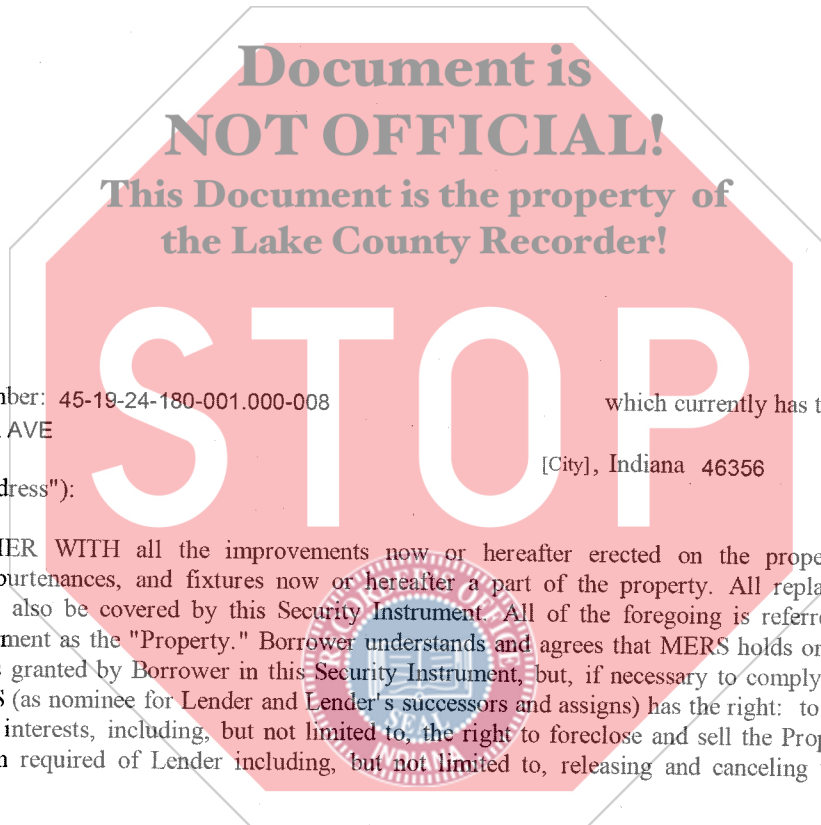 Document is
NOT OFFICIAL!
This Document is the property of
the Lake County Recorder!
STOP
nber: 45-19-24-180-001.000-008 which currently has t
AVE
[City], Indiana 46356
dress"):
IER WITH all the improvements now or hereafter erected on the prope
ourtenances, and fixtures now or hereafter a part of the property. All repla
also be covered by this Security Instrument. All of the foregoing is referre
ment as the "Property." Borrower understands and agrees that MERS holds on
s granted by Borrower in this Security Instrument, but, if necessary to comply
S (as nominee for Lender and Lender's successors and assigns) has the right: to
interests, including, but not limited to, the right to foreclose and sell the Prop
n required of Lender including, but not limited to, releasing and canceling
RECORDER'S OFFICE
SEAL
INDIANA